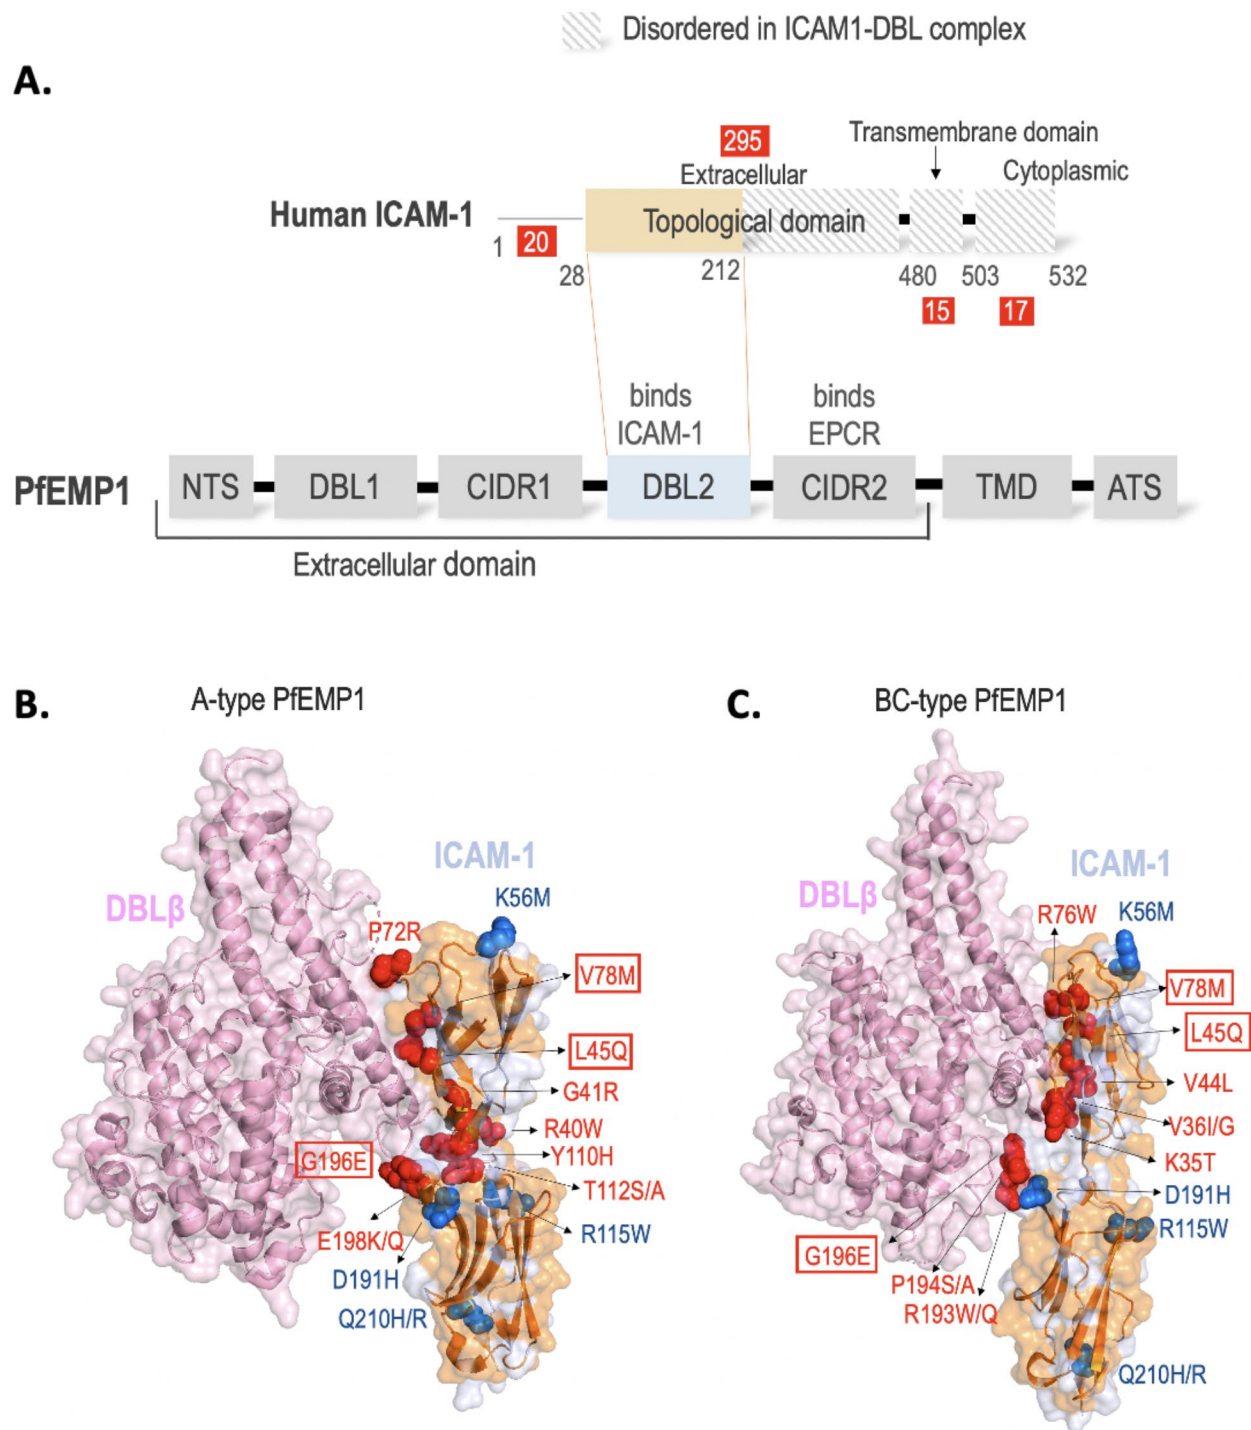 Disordered in ICAM1-DBL complex
A.
295
Transmembrane domain
Extracellular
Cytoplasmic
Human ICAM-1
Topological domain
1
20
28
212
480
503
532
15
17
binds
ICAM-1
binds
EPCR
PfEMP1
NTS
DBL1
CIDR1
DBL2
CIDR2
TMD
ATS
Extracellular domain
B.
A-type PfEMP1
ICAM-1
DBLβ
K56M
P72R
V78M
L45Q
G41R
R40W
Y110H
G196E
T112S/A
E198K/Q
R115W
D191H
Q210H/R
C.
BC-type PfEMP1
ICAM-1
DBLβ
R76W
K56M
V78M
L45Q
V44L
V36I/G
K35T
D191H
R115W
G196E
P194S/A
R193W/Q
Q210H/R